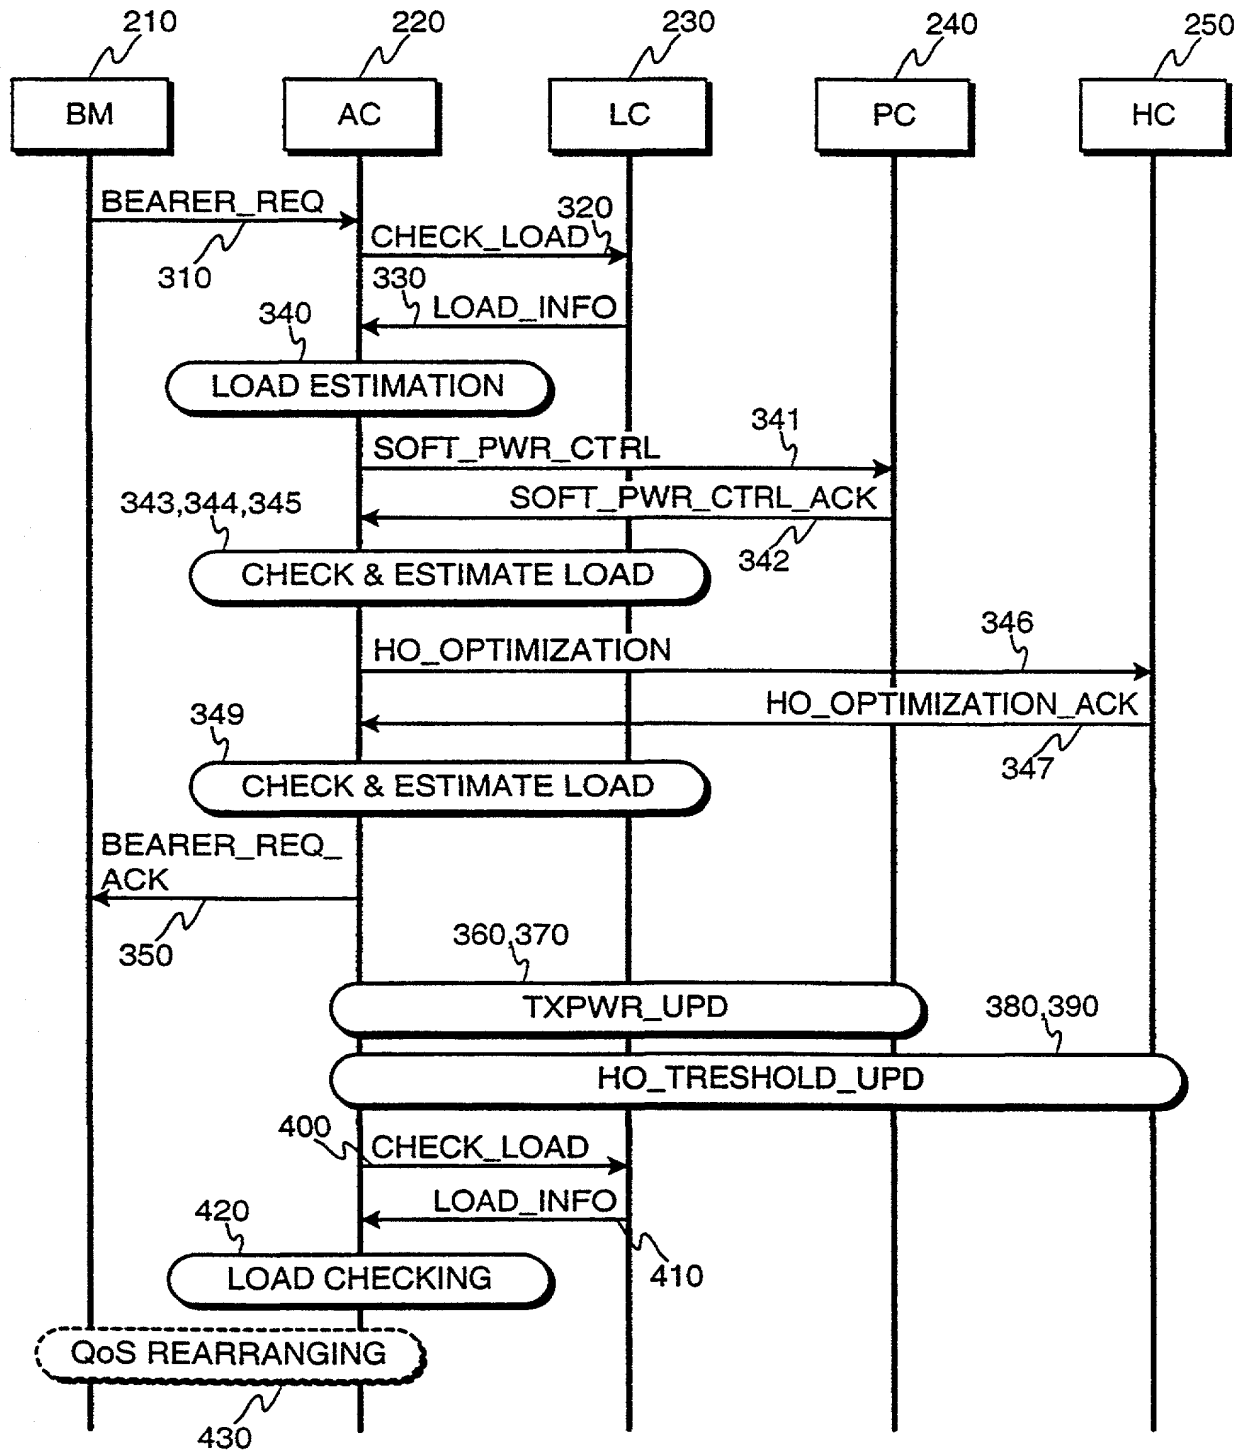 210 220 230 240 250
BM AC LC PC HC
BEARER_REQ
310
320
CHECK_LOAD
330
LOAD_INFO
340
LOAD ESTIMATION
341
SOFT_PWR_CTRL
SOFT_PWR_CTRL_ACK
342
343,344,345
CHECK & ESTIMATE LOAD
346
HO_OPTIMIZATION
HO_OPTIMIZATION_ACK
347
349
CHECK & ESTIMATE LOAD
BEARER_REQ_
ACK
350
360,370
TXPWR_UPD
380,390
HO_TRESHOLD_UPD
400
CHECK_LOAD
LOAD_INFO
410
420
LOAD CHECKING
QoS REARRANGING
430